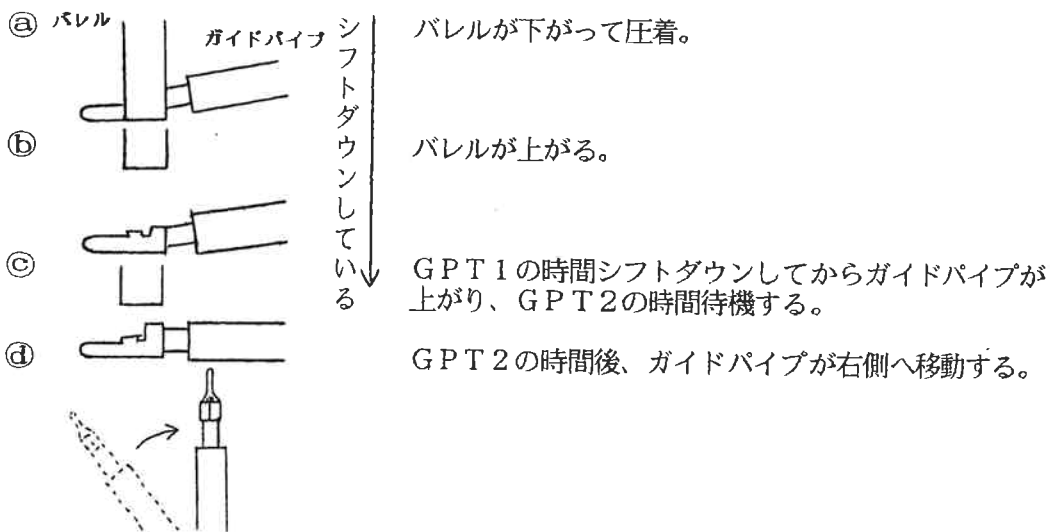 ⓐ バレル
ガイドパイプ
シフトダウンしている
バレルが下がって圧着。
ⓑ
バレルが上がる。
ⓒ
GPT1の時間シフトダウンしてからガイドパイプが
上がり、GPT2の時間待機する。
ⓓ
GPT2の時間後、ガイドパイプが右側へ移動する。